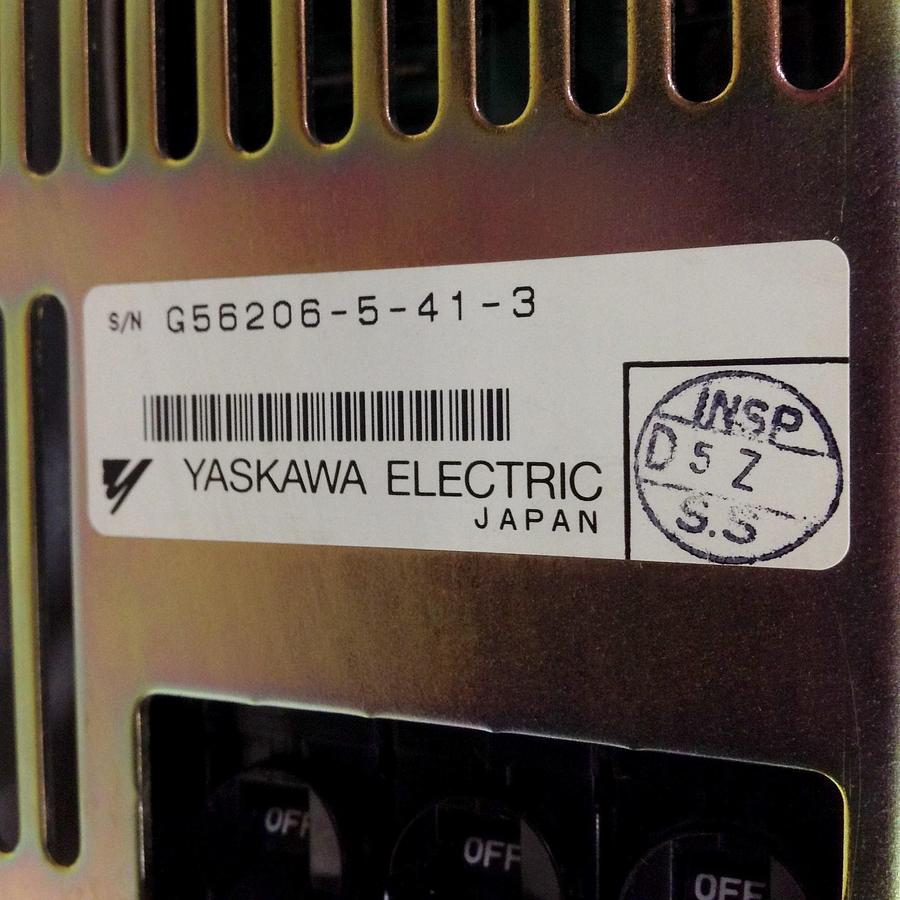 S/N G56206-5-41-3
YASKAWA ELECTRIC
JAPAN
INSP
D 5 Z
S.S
OFF
OFF
OFF